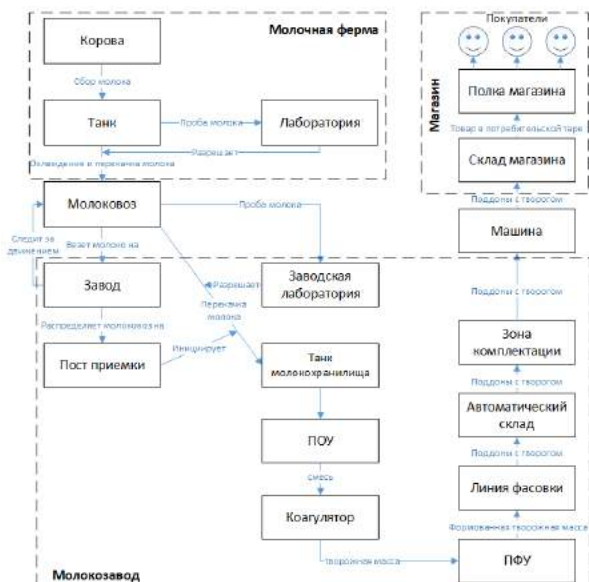 Молочная ферма
Корова
Сбор молока
Танк
Проба молока
Лаборатория
Разрешает
Охлаждение и перекачка молока
Молоковоз
Проба молока
Следит за
движением
Везет молоко на
Завод
Разрешает
Заводская
лаборатория
Перекачка
молока
Распределяет молоковоз на
Пост приемки
Инициирует
Танк
молокохранилища
ПОУ
смесь
Коагулятор
Творожная масса
Молокозавод
Покупатели
Магазин
Полка магазина
Товар в потребительской таре
Склад магазина
Поддоны с творогом
Машина
Поддоны с творогом
Зона
комплектации
Поддоны с творогом
Автоматический
склад
Поддоны с творогом
Линия фасовки
Формованная творожная масса
ПФУ